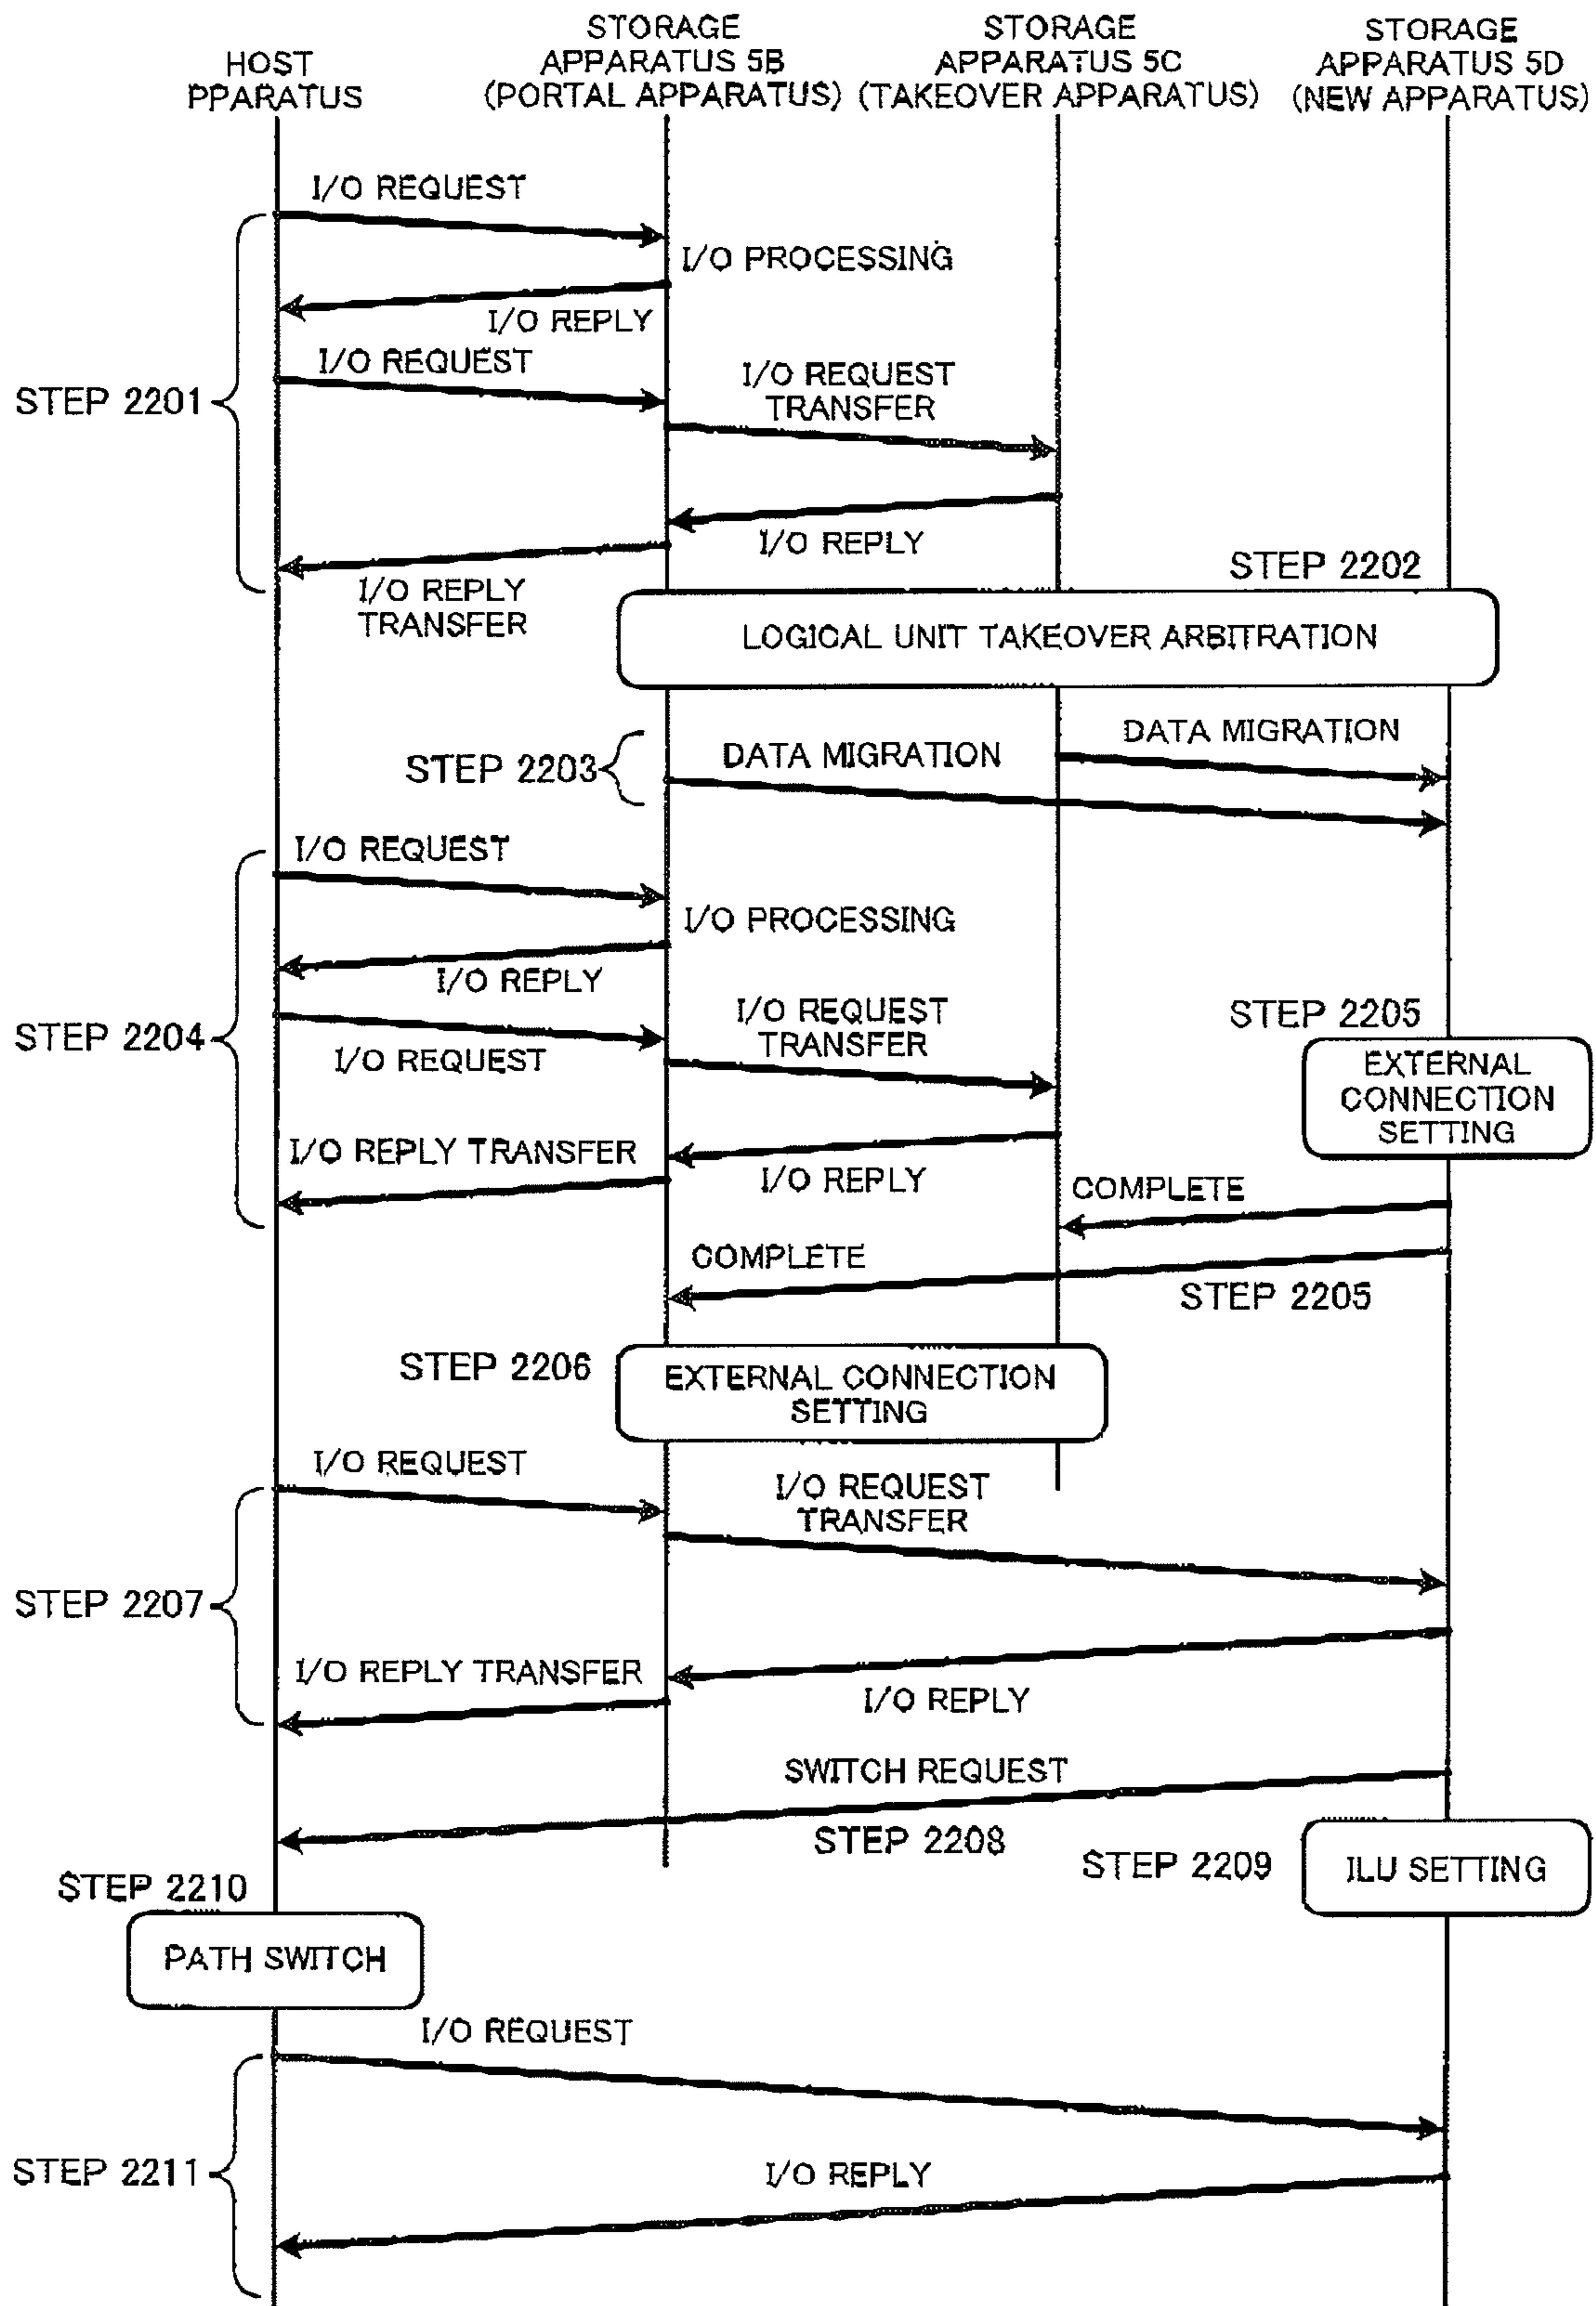 HOST
PPARATUS
STORAGE
APPARATUS 5B
(PORTAL APPARATUS)
STORAGE
APPARATUS 5C
(TAKEOVER APPARATUS)
STORAGE
APPARATUS 5D
(NEW APPARATUS)
I/O REQUEST
I/O PROCESSING
I/O REPLY
I/O REQUEST
I/O REQUEST
TRANSFER
STEP 2201
I/O REPLY
I/O REPLY
TRANSFER
STEP 2202
LOGICAL UNIT TAKEOVER ARBITRATION
DATA MIGRATION
DATA MIGRATION
STEP 2203
I/O REQUEST
I/O PROCESSING
I/O REPLY
I/O REQUEST
TRANSFER
STEP 2205
STEP 2204
I/O REQUEST
EXTERNAL
CONNECTION
SETTING
I/O REPLY TRANSFER
I/O REPLY
COMPLETE
COMPLETE
STEP 2205
STEP 2206
EXTERNAL CONNECTION
SETTING
I/O REQUEST
I/O REQUEST
TRANSFER
STEP 2207
I/O REPLY TRANSFER
I/O REPLY
SWITCH REQUEST
STEP 2208
STEP 2209
ILU SETTING
STEP 2210
PATH SWITCH
I/O REQUEST
STEP 2211
I/O REPLY